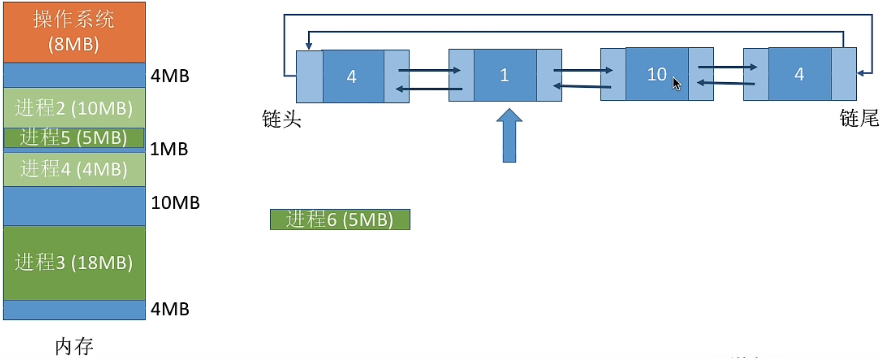 操作系统
(8MB)
4MB
进程2 (10MB)
进程5 (5MB)
1MB
进程4 (4MB)
10MB
进程3 (18MB)
4MB
内存
4
1
10
4
链头
链尾
进程6 (5MB)